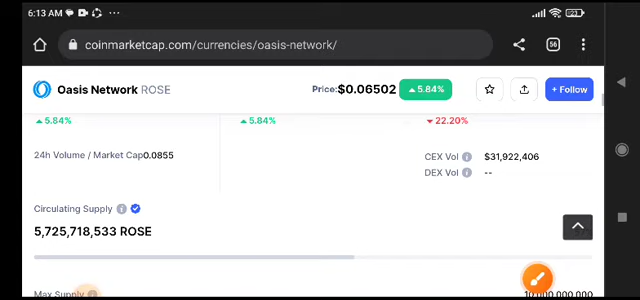 6:13 AM 23
coinmarketcap.com/currencies/oasis-network/ 56
Oasis Network ROSE Price:$0.06502 5.84% + Follow
5.84% 5.84% 22.20%
24h Volume / Market Cap0.0855
CEX Vol i $31,922,406
DEX Vol i --
Circulating Supply i
5,725,718,533 ROSE
Max Supply 10,000,000,000